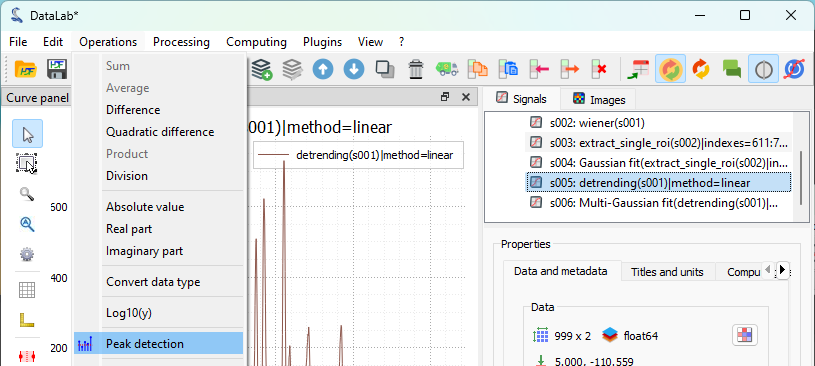 DataLab*
File Edit Operations Processing Computing Plugins View ?
Curve panel
Sum
Average
Difference
Quadratic difference
Product
Division
Absolute value
Real part
Imaginary part
Convert data type
Log10(y)
Peak detection
001)|method=linear
detrending(s001)|method=linear
600
400
200
Signals Images
s002: wiener(s001)
s003: extract_single_roi(s002)|indexes=611:7...
s004: Gaussian fit(extract_single_roi(s002)|in...
s005: detrending(s001)|method=linear
s006: Multi-Gaussian fit(detrending(s001)|...
Properties
Data and metadata Titles and units Compu
Data
999 x 2 float64
5.000, -110.559